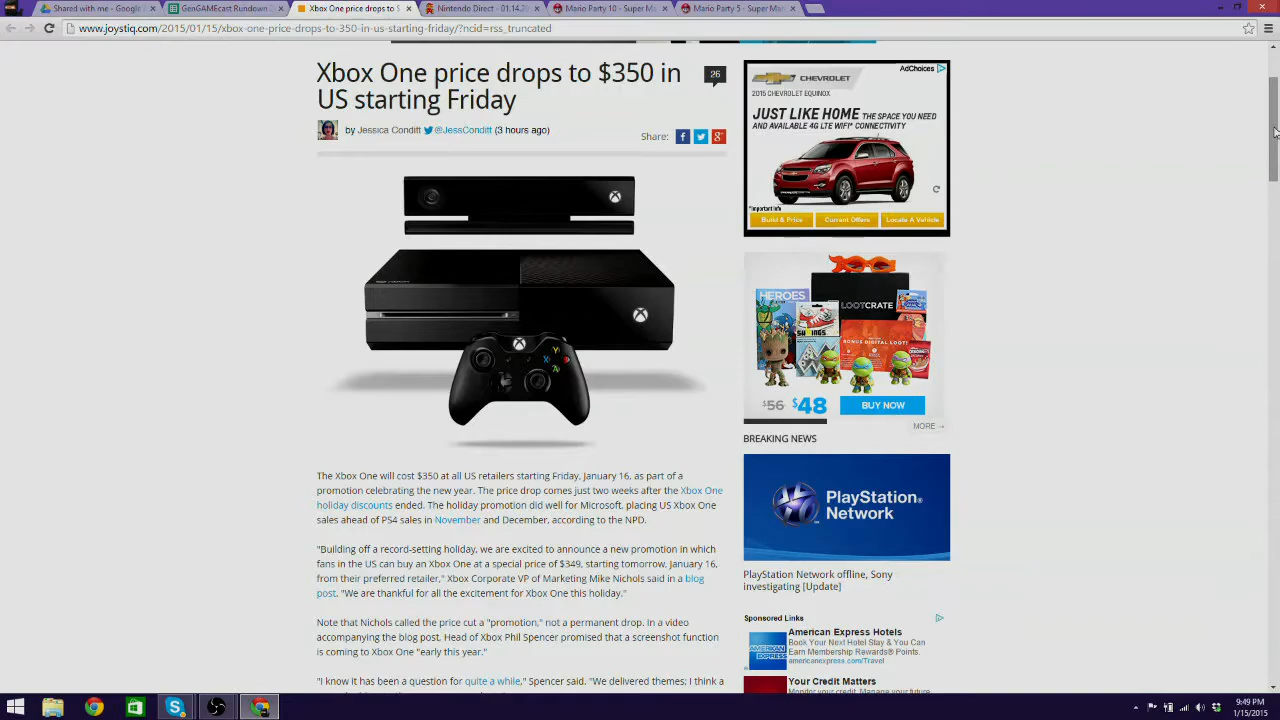 Shared with me - Google
GenGAMEcast Rundown
Xbox One price drops to $
Nintendo Direct - 01.14.20
Mario Party 10 - Super Mar
Mario Party 5 - Super Mari
www.joystiq.com/2015/01/15/xbox-one-price-drops-to-350-in-us-starting-friday/?ncid=rss_truncated
Xbox One price drops to $350 in
US starting Friday
26
by Jessica Conditt @JessConditt (3 hours ago)
Share:
AdChoices
CHEVROLET
2015 CHEVROLET EQUINOX
JUST LIKE HOME THE SPACE YOU NEED
AND AVAILABLE 4G LTE WIFI* CONNECTIVITY
*Important Info
Build & Price
Current Offers
Locate A Vehicle
HEROES
LOOTCRATE
BONUS DIGITAL LOOT!
$56 $48
BUY NOW
MORE →
BREAKING NEWS
PlayStation®
Network
PlayStation Network offline, Sony
investigating [Update]
Sponsored Links
AMERICAN EXPRESS
American Express Hotels
Book Your Next Hotel Stay & You Can
Earn Membership Rewards® Points.
americanexpress.com/Travel
Your Credit Matters
Monitor your credit. Manage your future.
The Xbox One will cost $350 at all US retailers starting Friday, January 16, as part of a
promotion celebrating the new year. The price drop comes just two weeks after the Xbox One
holiday discounts ended. The holiday promotion did well for Microsoft, placing US Xbox One
sales ahead of PS4 sales in November and December, according to the NPD.
"Building off a record-setting holiday, we are excited to announce a new promotion in which
fans in the US can buy an Xbox One at a special price of $349, starting tomorrow, January 16,
from their preferred retailer," Xbox Corporate VP of Marketing Mike Nichols said in a blog
post. "We are thankful for all the excitement for Xbox One this holiday."
Note that Nichols called the price cut a "promotion," not a permanent drop. In a video
accompanying the blog post, Head of Xbox Phil Spencer promised that a screenshot function
is coming to Xbox One "early this year."
"I know it has been a question for quite a while," Spencer said. "We delivered themes; I think a
9:49 PM
1/15/2015